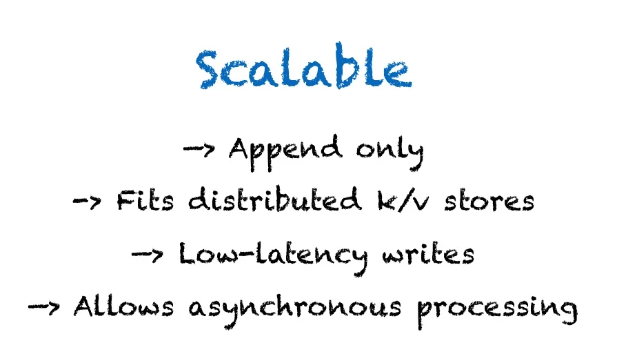 Scalable
—> Append only
-> Fits distributed k/v stores
—> Low-latency writes
—> Allows asynchronous processing